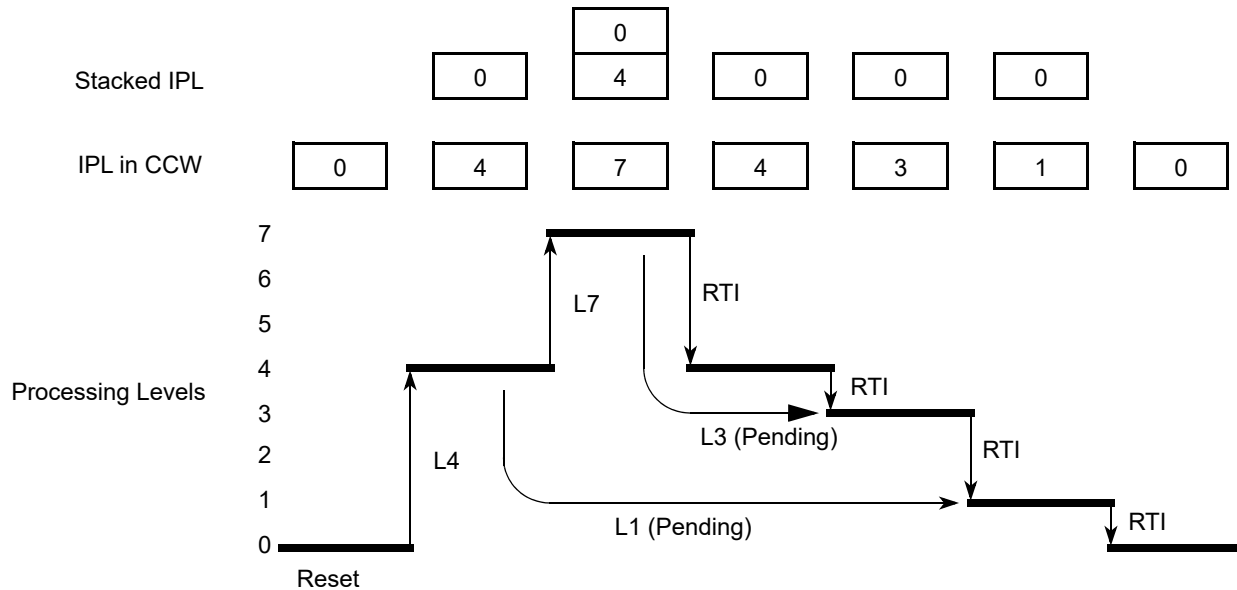 0
Stacked IPL 0 4 0 0 0
IPL in CCW 0 4 7 4 3 1 0
7
6
L7 RTI
5
4
Processing Levels RTI
3
L3 (Pending)
2 RTI
L4
1
L1 (Pending) RTI
0
Reset